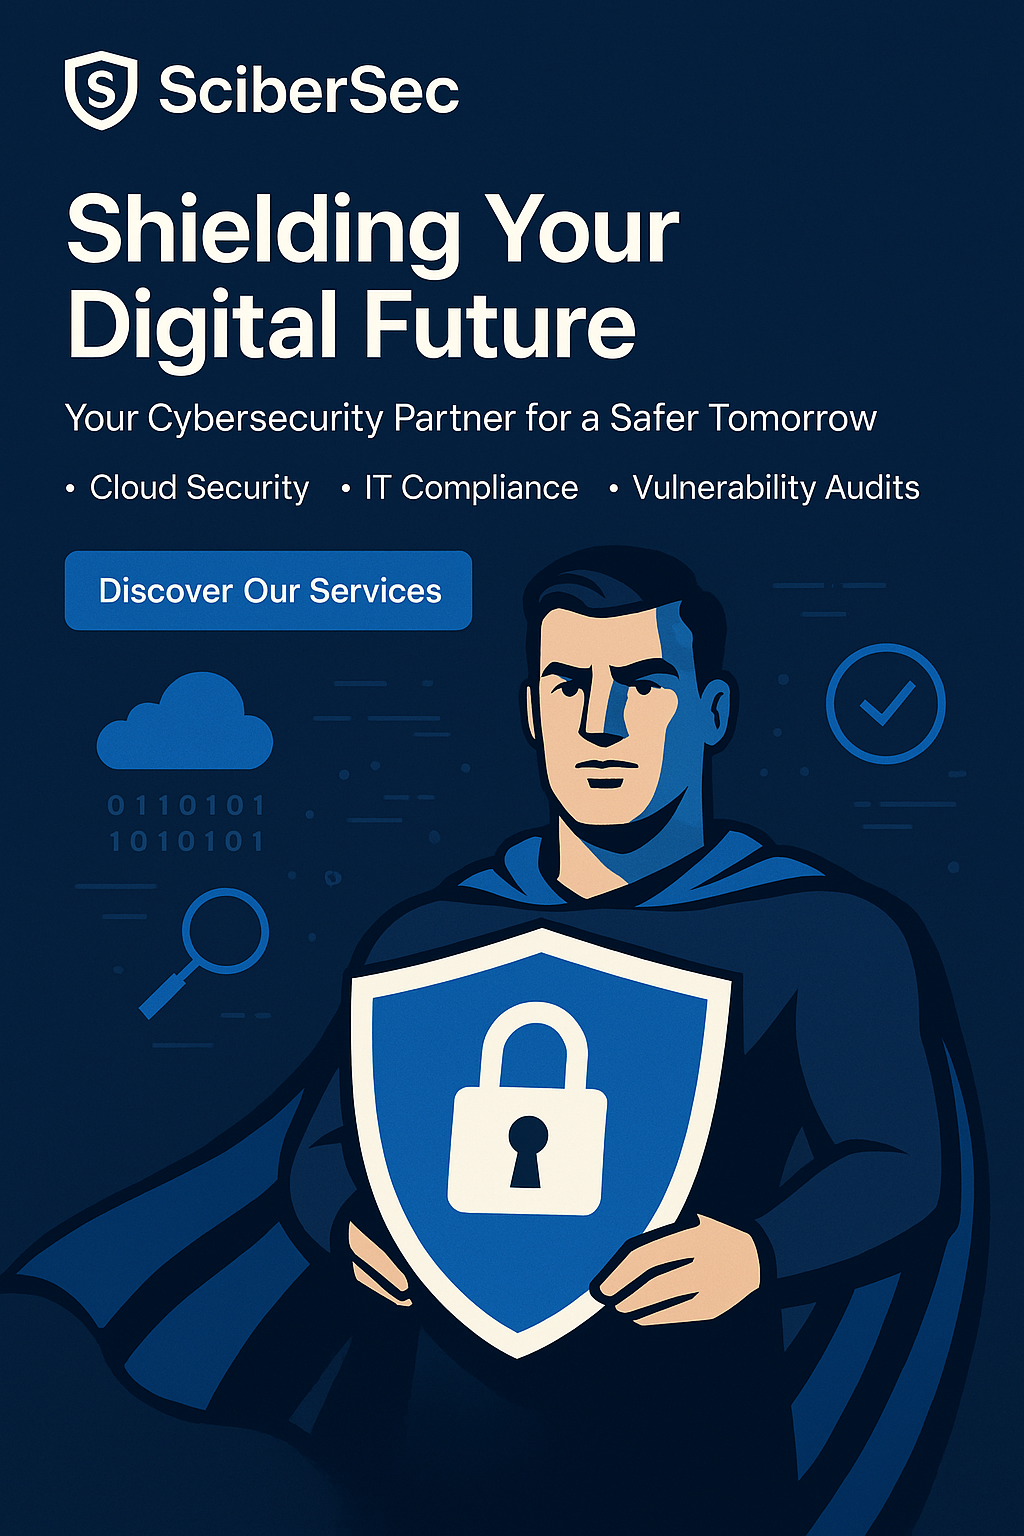 S SciberSec
Shielding Your
Digital Future
Your Cybersecurity Partner for a Safer Tomorrow
• Cloud Security • IT Compliance • Vulnerability Audits
Discover Our Services
0110101
1010101